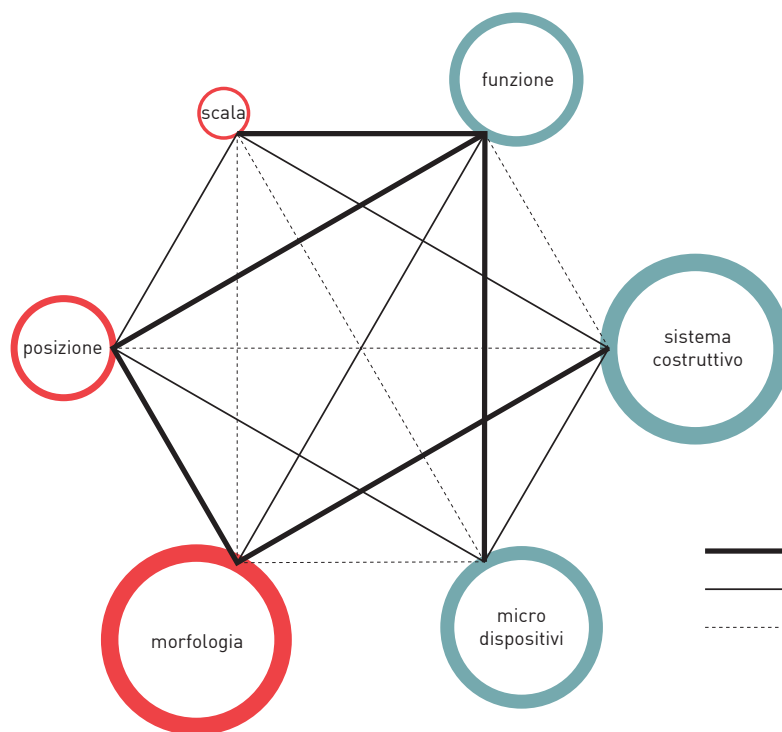 funzione
scala
sistema
costruttivo
posizione
micro
dispositivi
morfologia